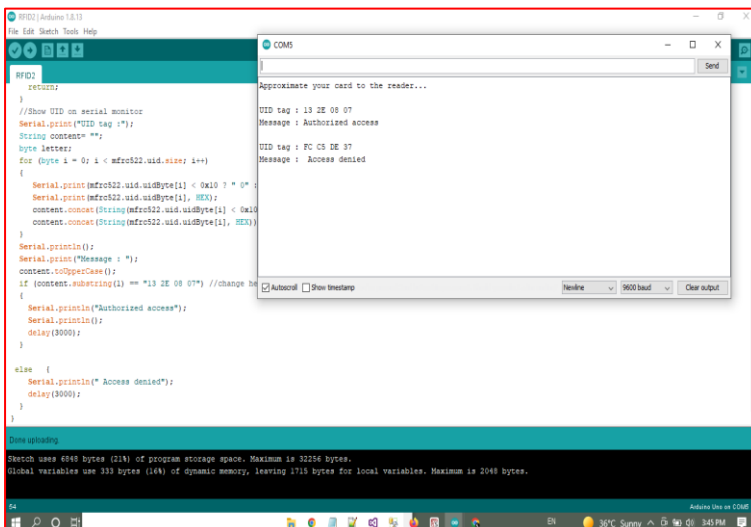 RFID2 | Arduino 1.8.13
File Edit Sketch Tools Help
RFID2
return;
}
//Show UID on serial monitor
Serial.print("UID tag :");
String content= "";
byte letter;
for (byte i = 0; i < mfrc522.uid.size; i++)
{
Serial.print(mfrc522.uid.uidByte[i] < 0x10 ? " 0" :
Serial.print(mfrc522.uid.uidByte[i], HEX);
content.concat(String(mfrc522.uid.uidByte[i] < 0x10
content.concat(String(mfrc522.uid.uidByte[i], HEX))
}
Serial.println();
Serial.print("Message : ");
content.toUpperCase();
if (content.substring(1) == "13 2E 08 07") //change he
{
Serial.println("Authorized access");
Serial.println();
delay(3000);
}
else {
Serial.println(" Access denied");
delay(3000);
}
}
COM5
Send
Approximate your card to the reader...
UID tag : 13 2E 08 07
Message : Authorized access
UID tag : FC C5 DE 37
Message : Access denied
Autoscroll Show timestamp Newline 9600 baud Clear output
Done uploading
Sketch uses 6848 bytes (21%) of program storage space. Maximum is 32256 bytes.
Global variables use 333 bytes (16%) of dynamic memory, leaving 1715 bytes for local variables. Maximum is 2048 bytes.
54 Arduino Uno on COM5
EN 36°C Sunny 3:45 PM